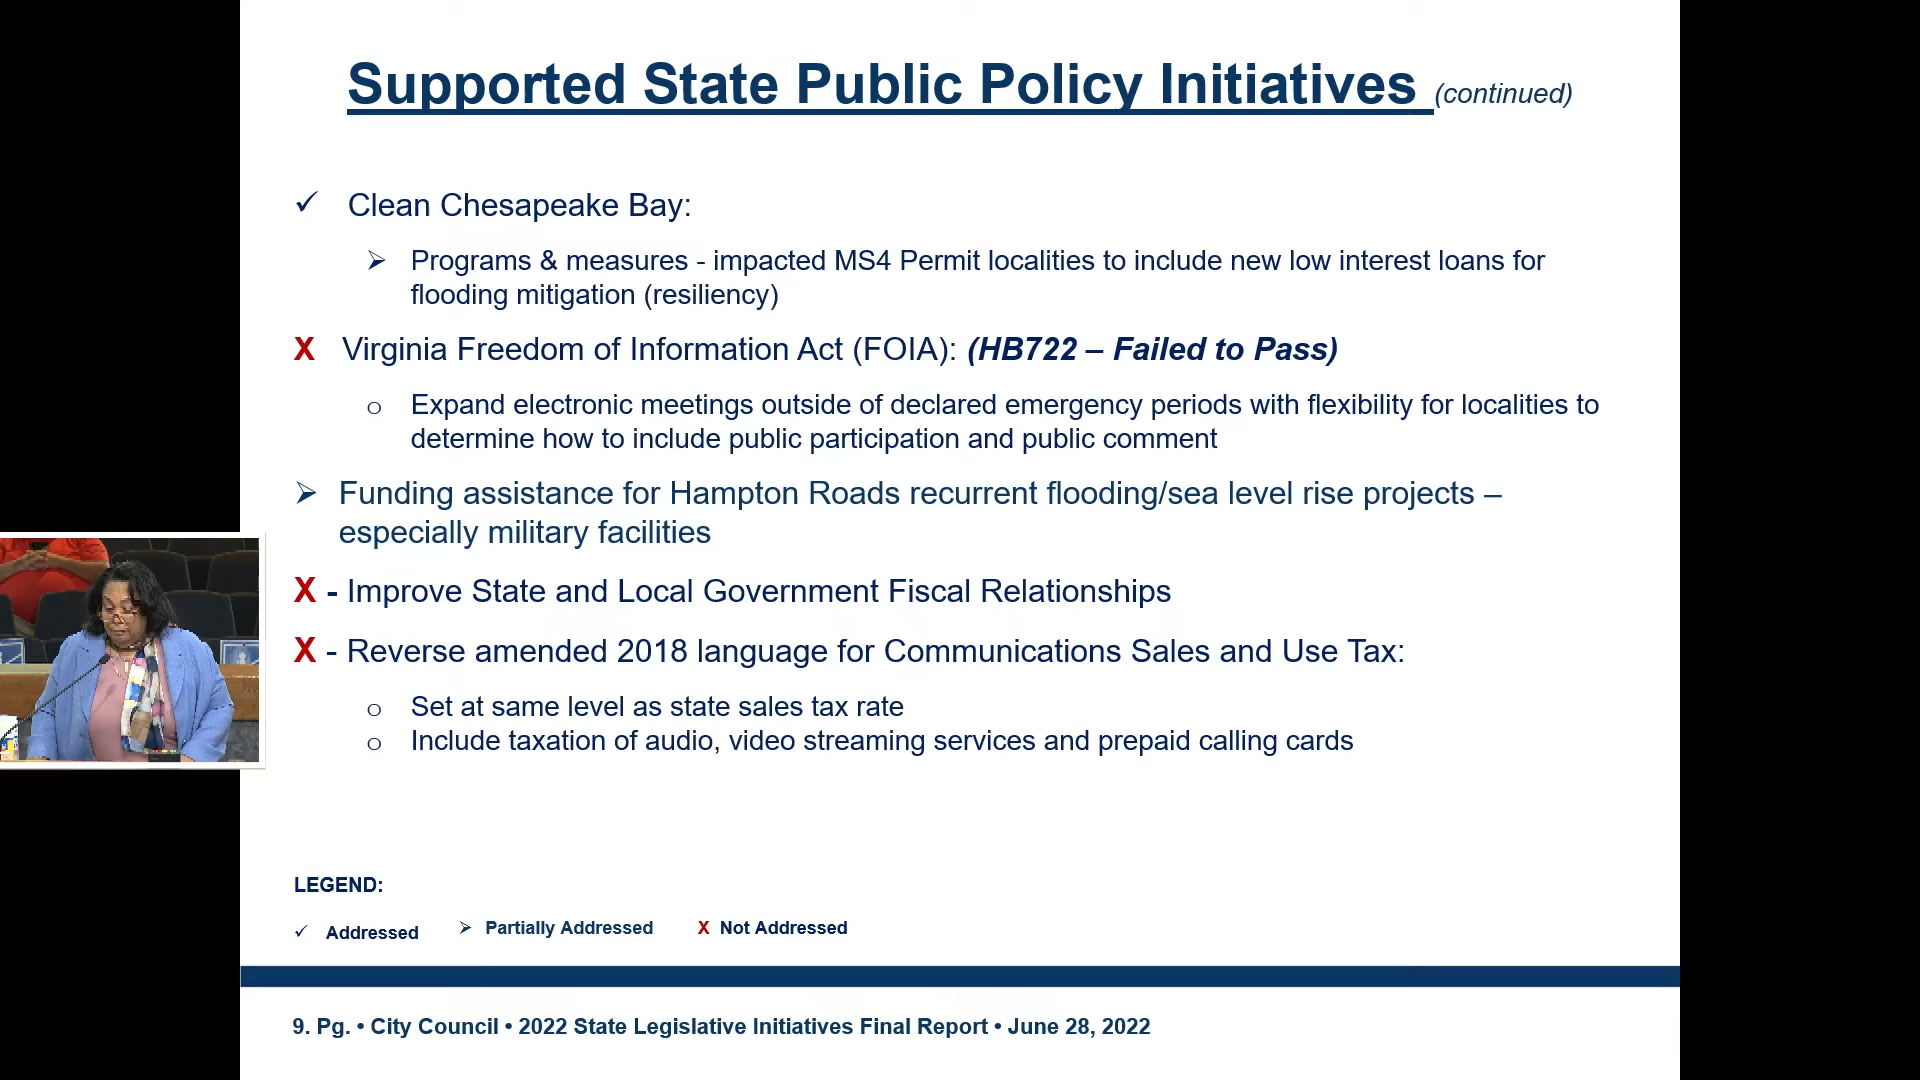 Supported State Public Policy Initiatives (continued)
✓ Clean Chesapeake Bay:
➢ Programs & measures - impacted MS4 Permit localities to include new low interest loans for
flooding mitigation (resiliency)
X Virginia Freedom of Information Act (FOIA): (HB722 – Failed to Pass)
o Expand electronic meetings outside of declared emergency periods with flexibility for localities to
determine how to include public participation and public comment
➢ Funding assistance for Hampton Roads recurrent flooding/sea level rise projects –
especially military facilities
X - Improve State and Local Government Fiscal Relationships
X - Reverse amended 2018 language for Communications Sales and Use Tax:
o Set at same level as state sales tax rate
o Include taxation of audio, video streaming services and prepaid calling cards
LEGEND:
✓ Addressed ➢ Partially Addressed X Not Addressed
9. Pg. • City Council • 2022 State Legislative Initiatives Final Report • June 28, 2022